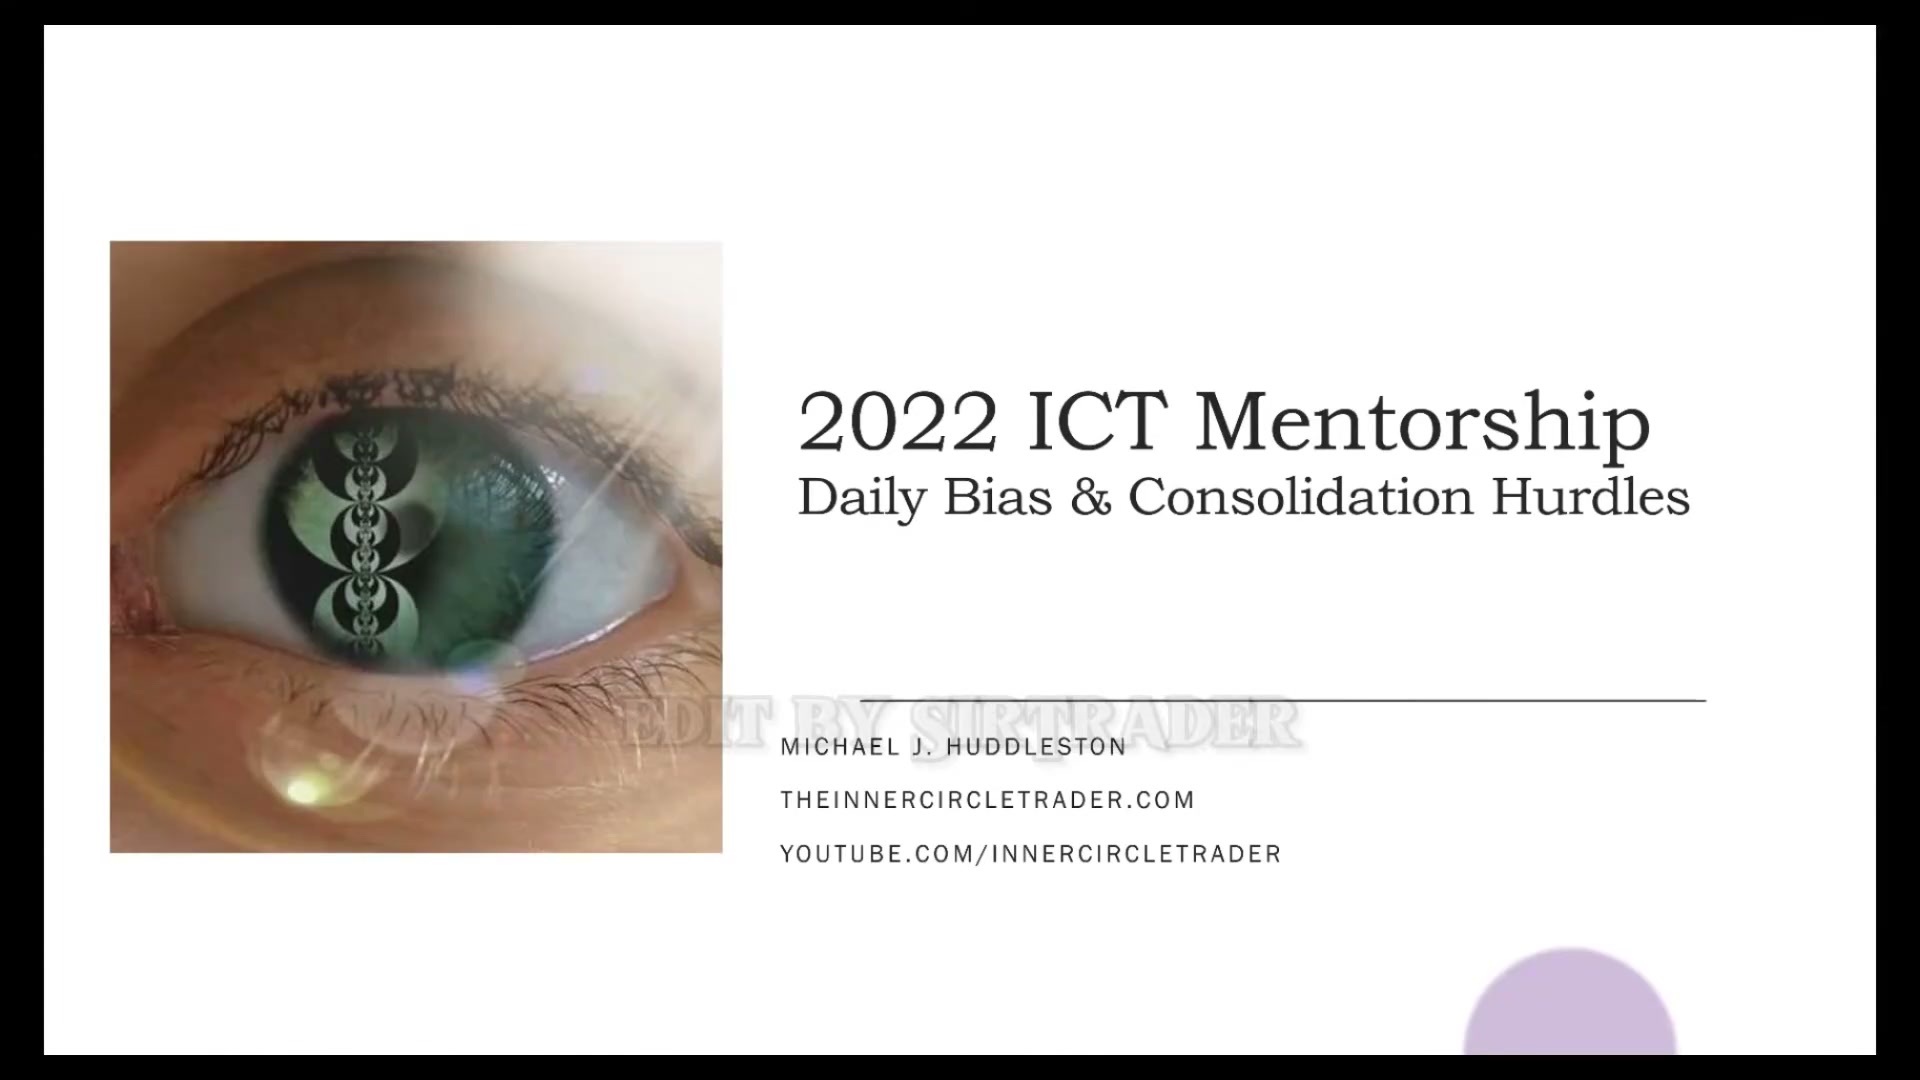 2022 ICT Mentorship
Daily Bias & Consolidation Hurdles
EDIT BY SIRTRADER
MICHAEL J. HUDDLESTON
THEINNERCIRCLETRADER.COM
YOUTUBE.COM/INNERCIRCLETRADER